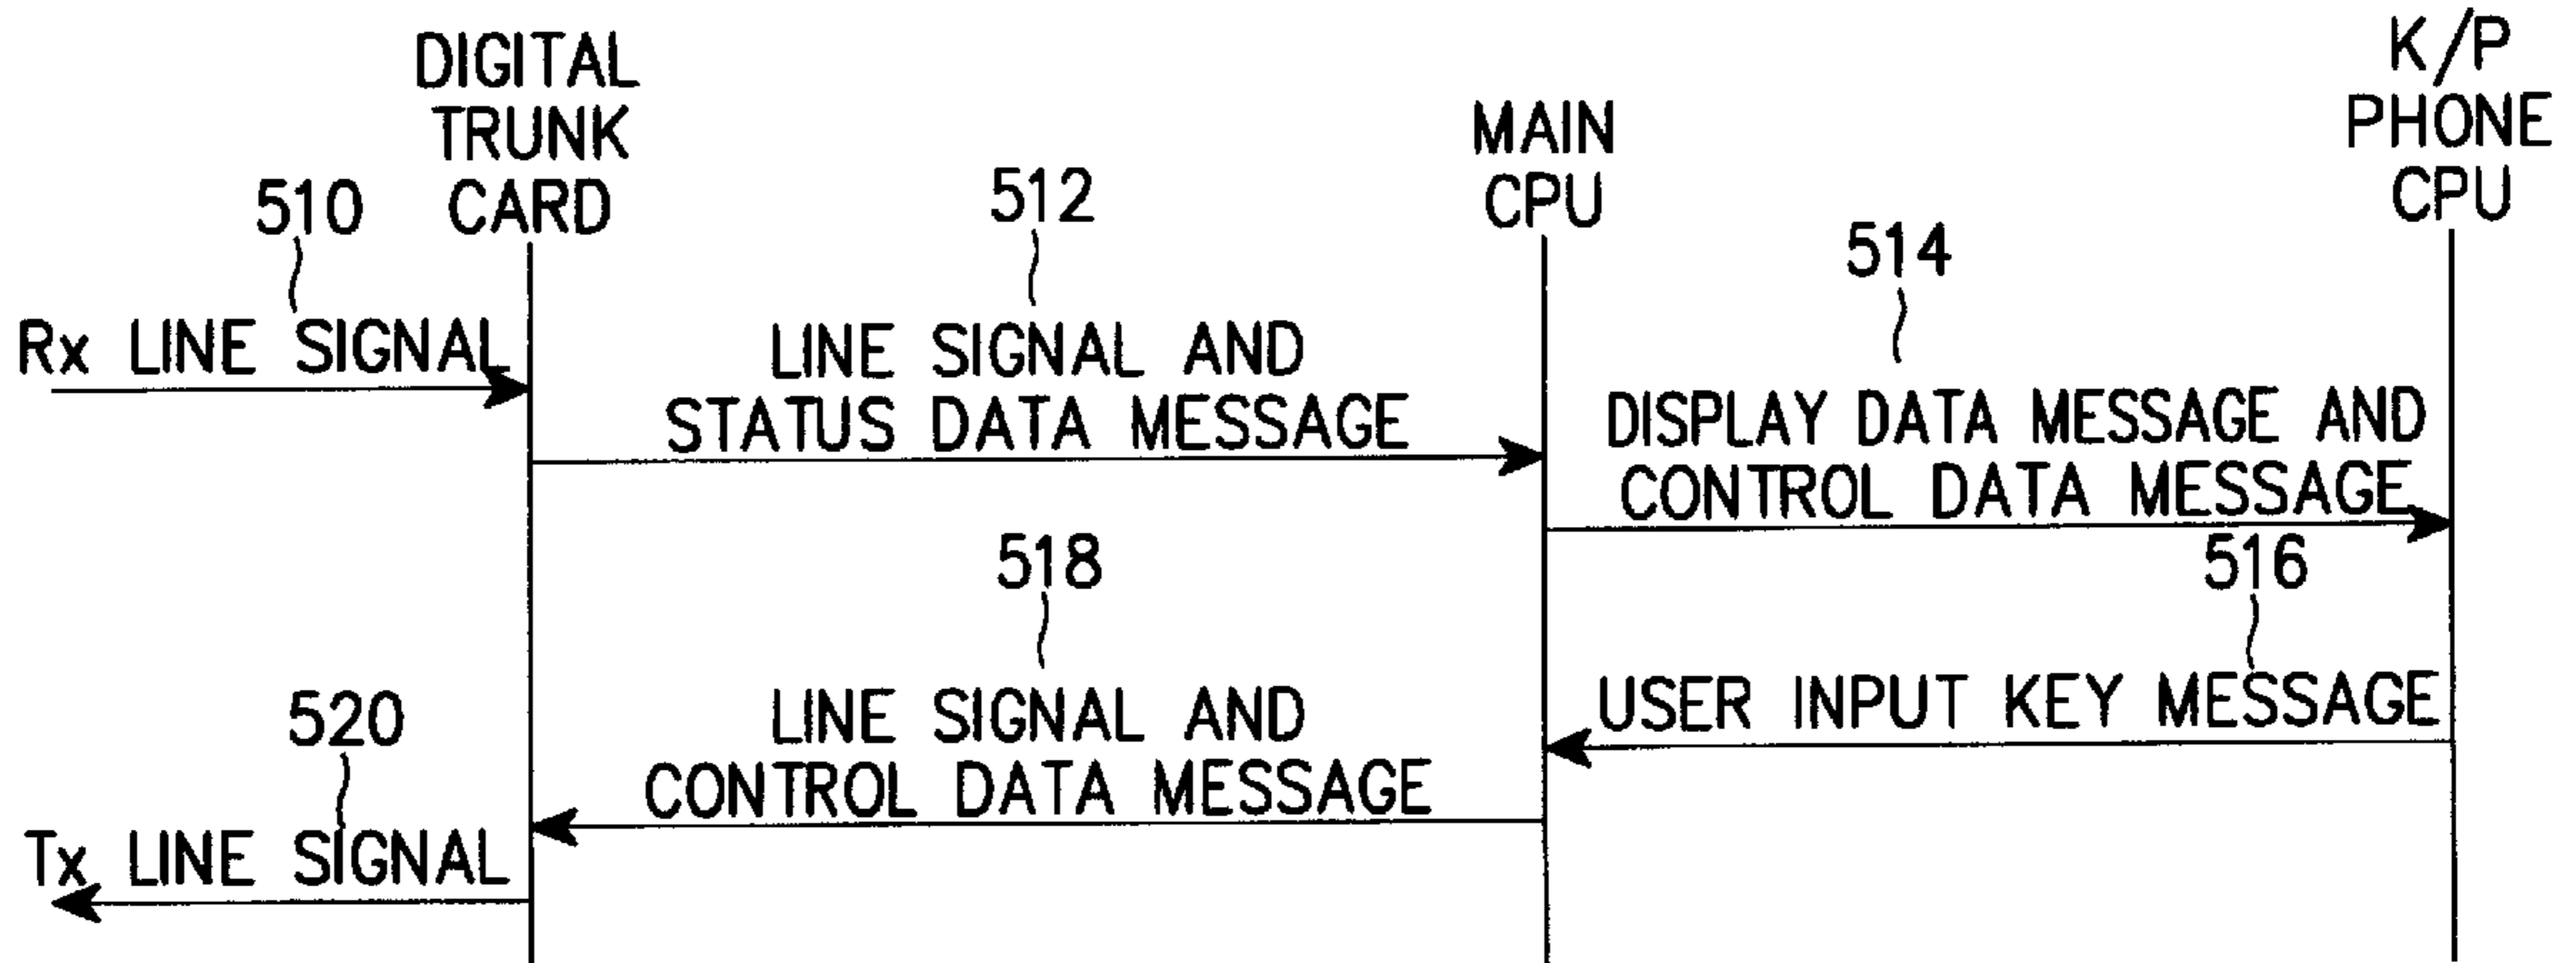 DIGITAL
TRUNK
CARD
MAIN
CPU
K/P
PHONE
CPU
510
Rx LINE SIGNAL
512
LINE SIGNAL AND
STATUS DATA MESSAGE
514
DISPLAY DATA MESSAGE AND
CONTROL DATA MESSAGE
516
USER INPUT KEY MESSAGE
518
LINE SIGNAL AND
CONTROL DATA MESSAGE
520
Tx LINE SIGNAL